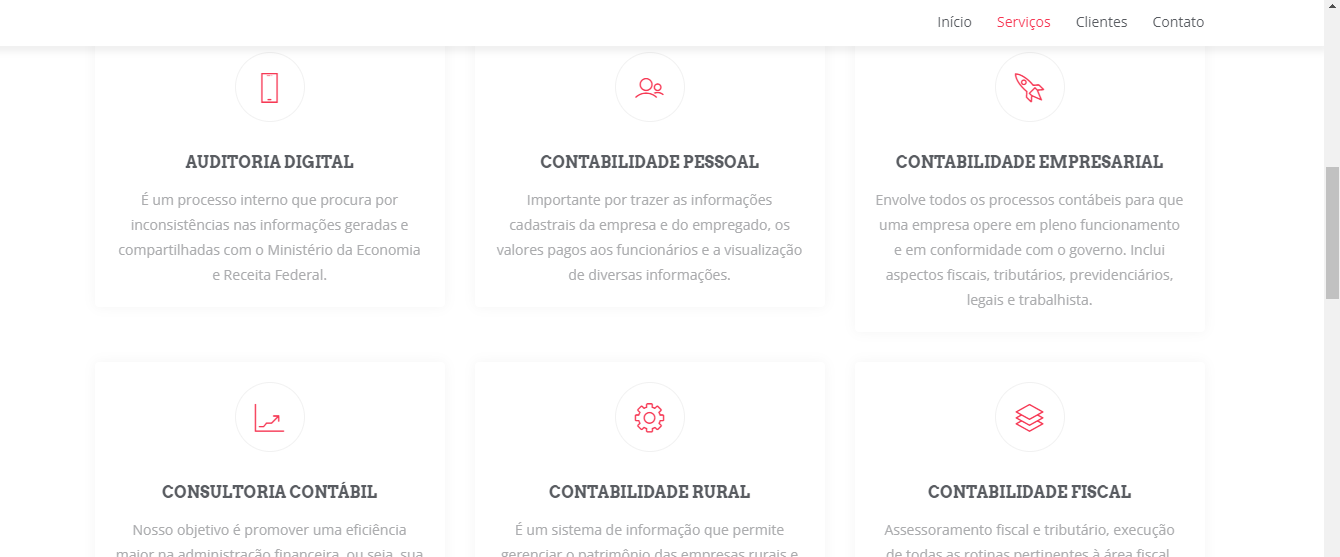 Início Serviços Clientes Contato
AUDITORIA DIGITAL
É um processo interno que procura por
inconsistências nas informações geradas e
compartilhadas com o Ministério da Economia
e Receita Federal.
CONTABILIDADE PESSOAL
Importante por trazer as informações
cadastrais da empresa e do empregado, os
valores pagos aos funcionários e a visualização
de diversas informações.
CONTABILIDADE EMPRESARIAL
Envolve todos os processos contábeis para que
uma empresa opere em pleno funcionamento
e em conformidade com o governo. Inclui
aspectos fiscais, tributários, previdenciários,
legais e trabalhista.
CONSULTORIA CONTÁBIL
Nosso objetivo é promover uma eficiência
maior na administração financeira, ou seja, sua
CONTABILIDADE RURAL
É um sistema de informação que permite
gerenciar o patrimônio das empresas rurais e
CONTABILIDADE FISCAL
Assessoramento fiscal e tributário, execução
de todas as rotinas pertinentes à área fiscal